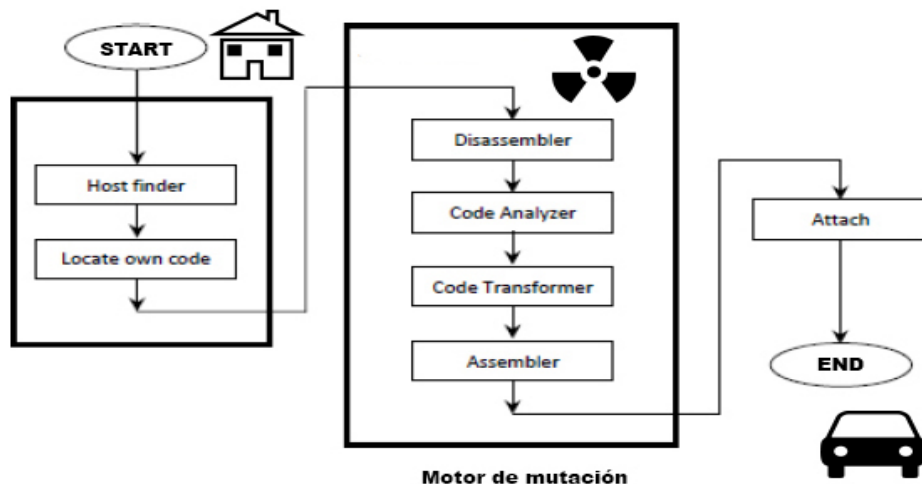 START
Host finder
Locate own code
Disassembler
Code Analyzer
Code Transformer
Assembler
Motor de mutación
Attach
END